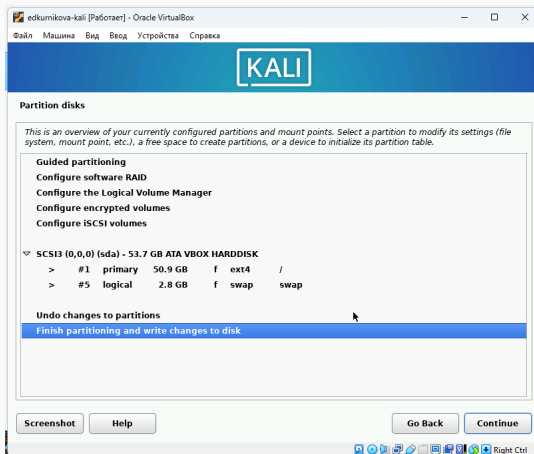 edkurnikova-kali [Работает] - Oracle VirtualBox
Файл Машина Вид Ввод Устройства Справка
KALI
Partition disks
This is an overview of your currently configured partitions and mount points. Select a partition to modify its settings (file
system, mount point, etc.), a free space to create partitions, or a device to initialize its partition table.
Guided partitioning
Configure software RAID
Configure the Logical Volume Manager
Configure encrypted volumes
Configure iSCSI volumes
SCSI3 (0,0,0) (sda) - 53.7 GB ATA VBOX HARDDISK
> #1 primary 50.9 GB f ext4 /
> #5 logical 2.8 GB f swap swap
Undo changes to partitions
Finish partitioning and write changes to disk
Screenshot Help Go Back Continue
Right Ctrl